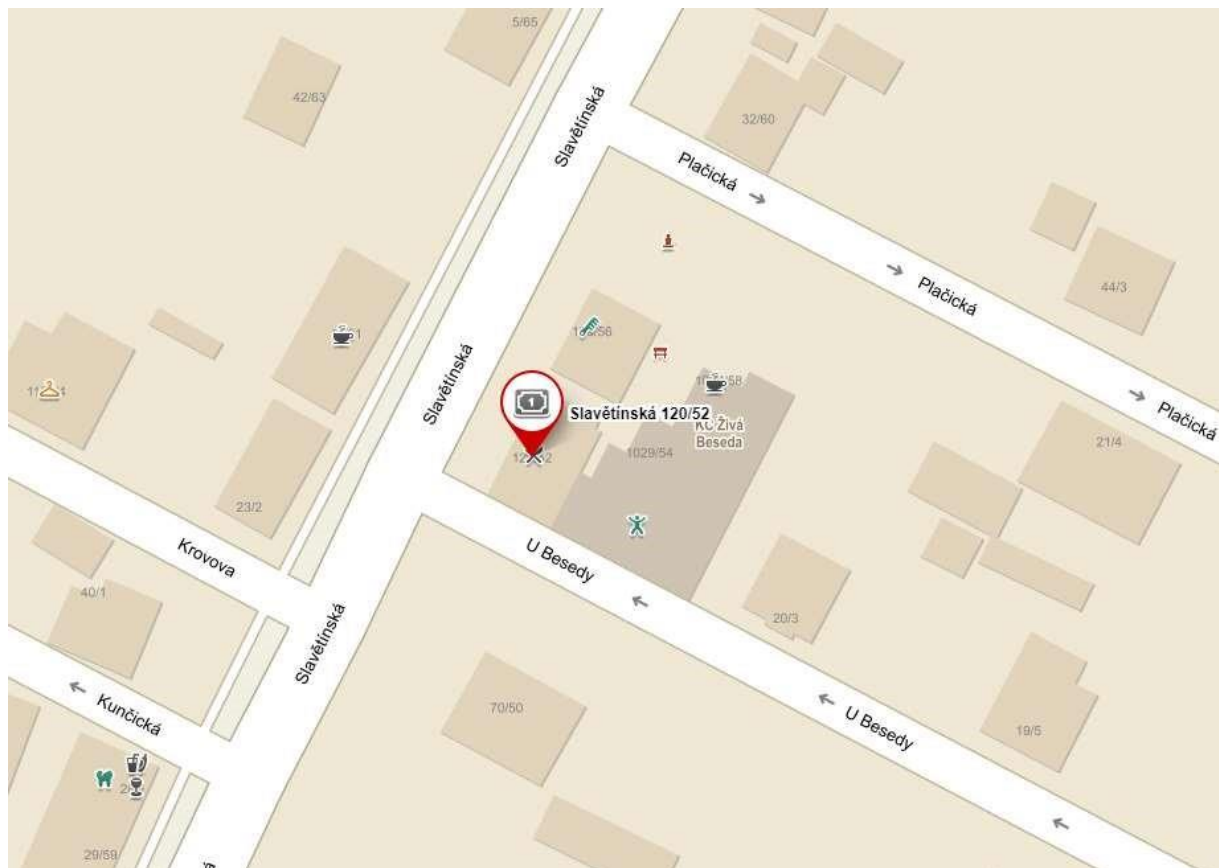 5/65
42/63
Slavětínská
32/60
Plačická
44/3
Plačická
Slavětínská
Plačická
Slavětínská 120/52
KC Živá
Beseda
1029/54
21/4
23/2
Krovova
U Besedy
40/1
20/3
Slavětínská
Kunčická
70/50
U Besedy
19/5
29/59